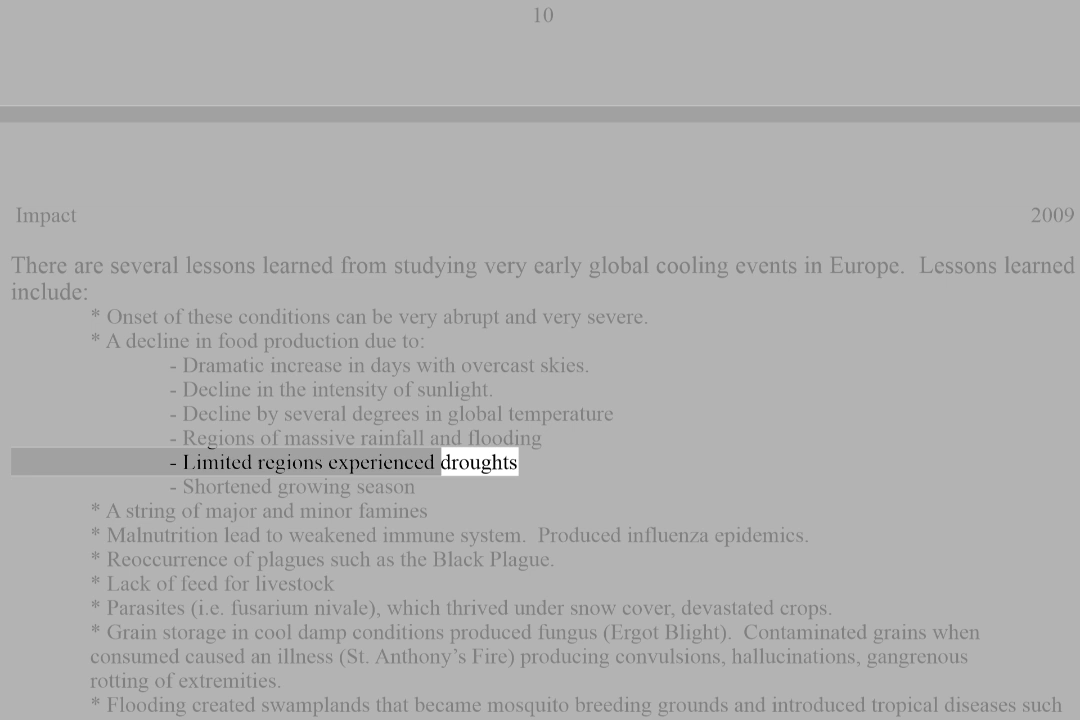 10
Impact 2009
There are several lessons learned from studying very early global cooling events in Europe. Lessons learned
include:
* Onset of these conditions can be very abrupt and very severe.
* A decline in food production due to:
- Dramatic increase in days with overcast skies.
- Decline in the intensity of sunlight.
- Decline by several degrees in global temperature
- Regions of massive rainfall and flooding
- Limited regions experienced droughts
- Shortened growing season
* A string of major and minor famines
* Malnutrition lead to weakened immune system. Produced influenza epidemics.
* Reoccurrence of plagues such as the Black Plague.
* Lack of feed for livestock
* Parasites (i.e. fusarium nivale), which thrived under snow cover, devastated crops.
* Grain storage in cool damp conditions produced fungus (Ergot Blight). Contaminated grains when
consumed caused an illness (St. Anthony’s Fire) producing convulsions, hallucinations, gangrenous
rotting of extremities.
* Flooding created swamplands that became mosquito breeding grounds and introduced tropical diseases such